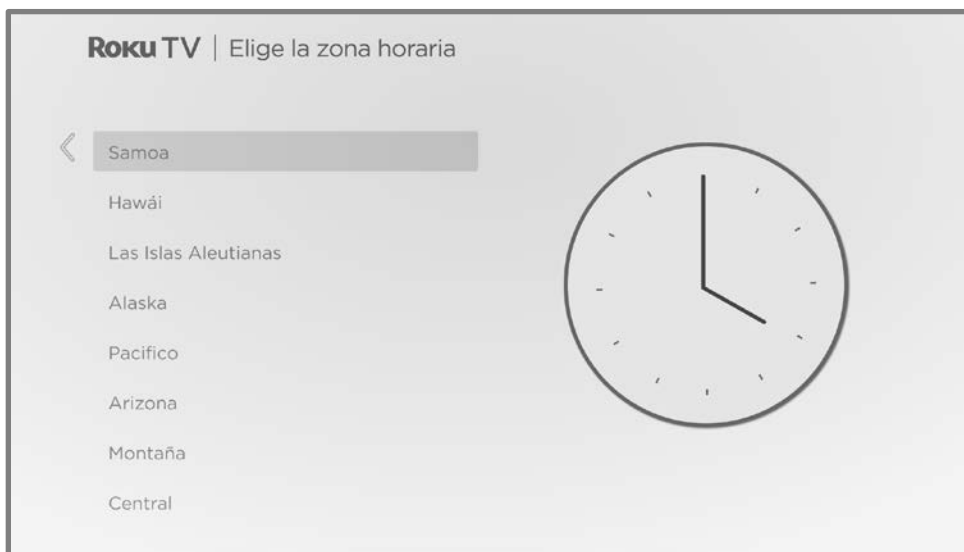 Roku TV | Elige la zona horaria
Samoa
Hawái
Las Islas Aleutianas
Alaska
Pacifico
Arizona
Montaña
Central